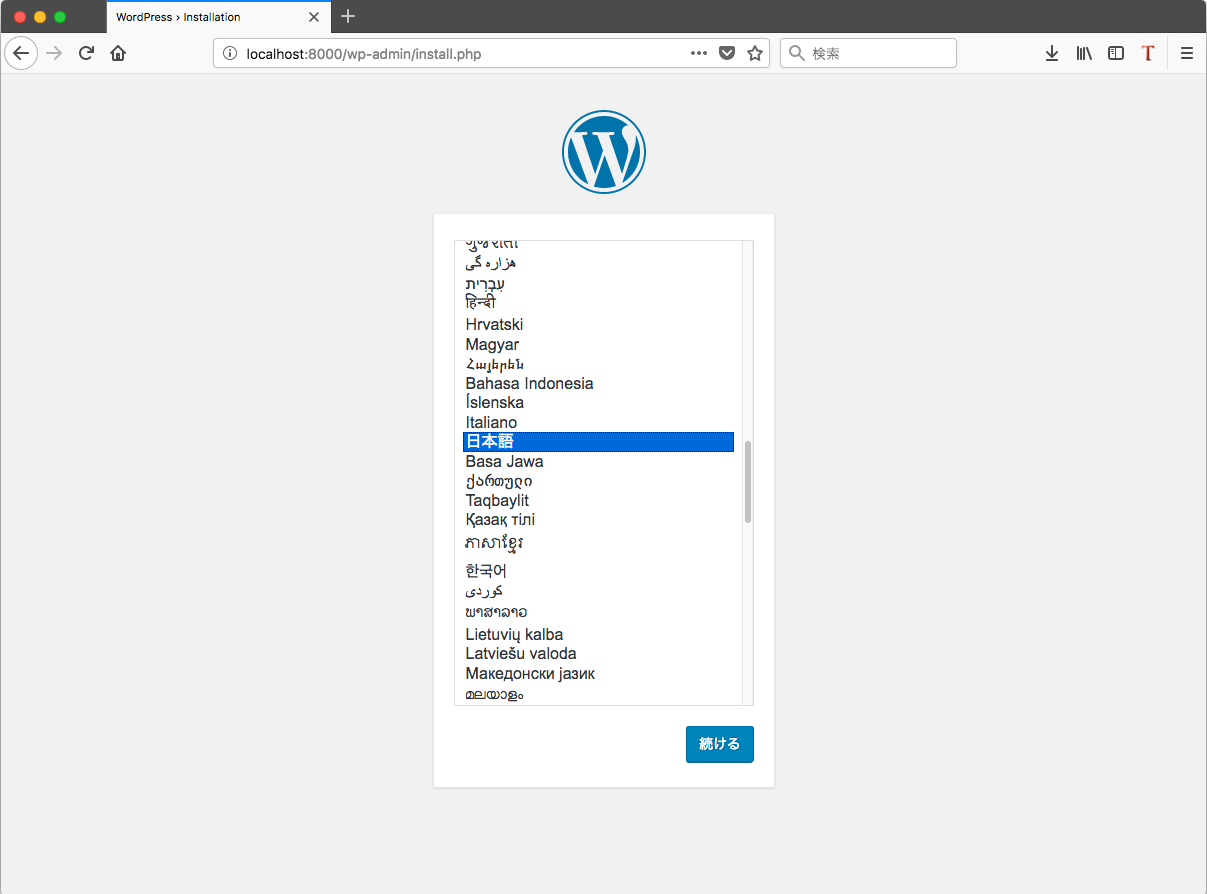 WordPress › Installation
localhost:8000/wp-admin/install.php
検索
ગુજરાતી
هزاره گی
עִבְרִית
हिन्दी
Hrvatski
Magyar
Հայերեն
Bahasa Indonesia
Íslenska
Italiano
日本語
Basa Jawa
ქართული
Taqbaylit
Қазақ тілі
ភាសាខ្មែរ
한국어
كوردی
ພາສາລາວ
Lietuvių kalba
Latviešu valoda
Македонски јазик
മലയാളം
続ける